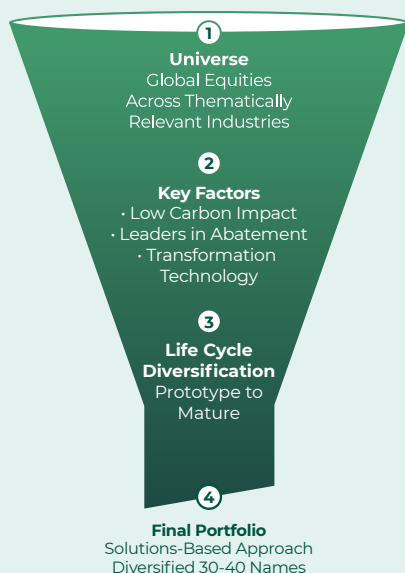 1
Universe
Global Equities
Across Thematically
Relevant Industries
2
Key Factors
• Low Carbon Impact
• Leaders in Abatement
• Transformation
Technology
3
Life Cycle
Diversification
Prototype to
Mature
4
Final Portfolio
Solutions-Based Approach
Diversified 30-40 Names